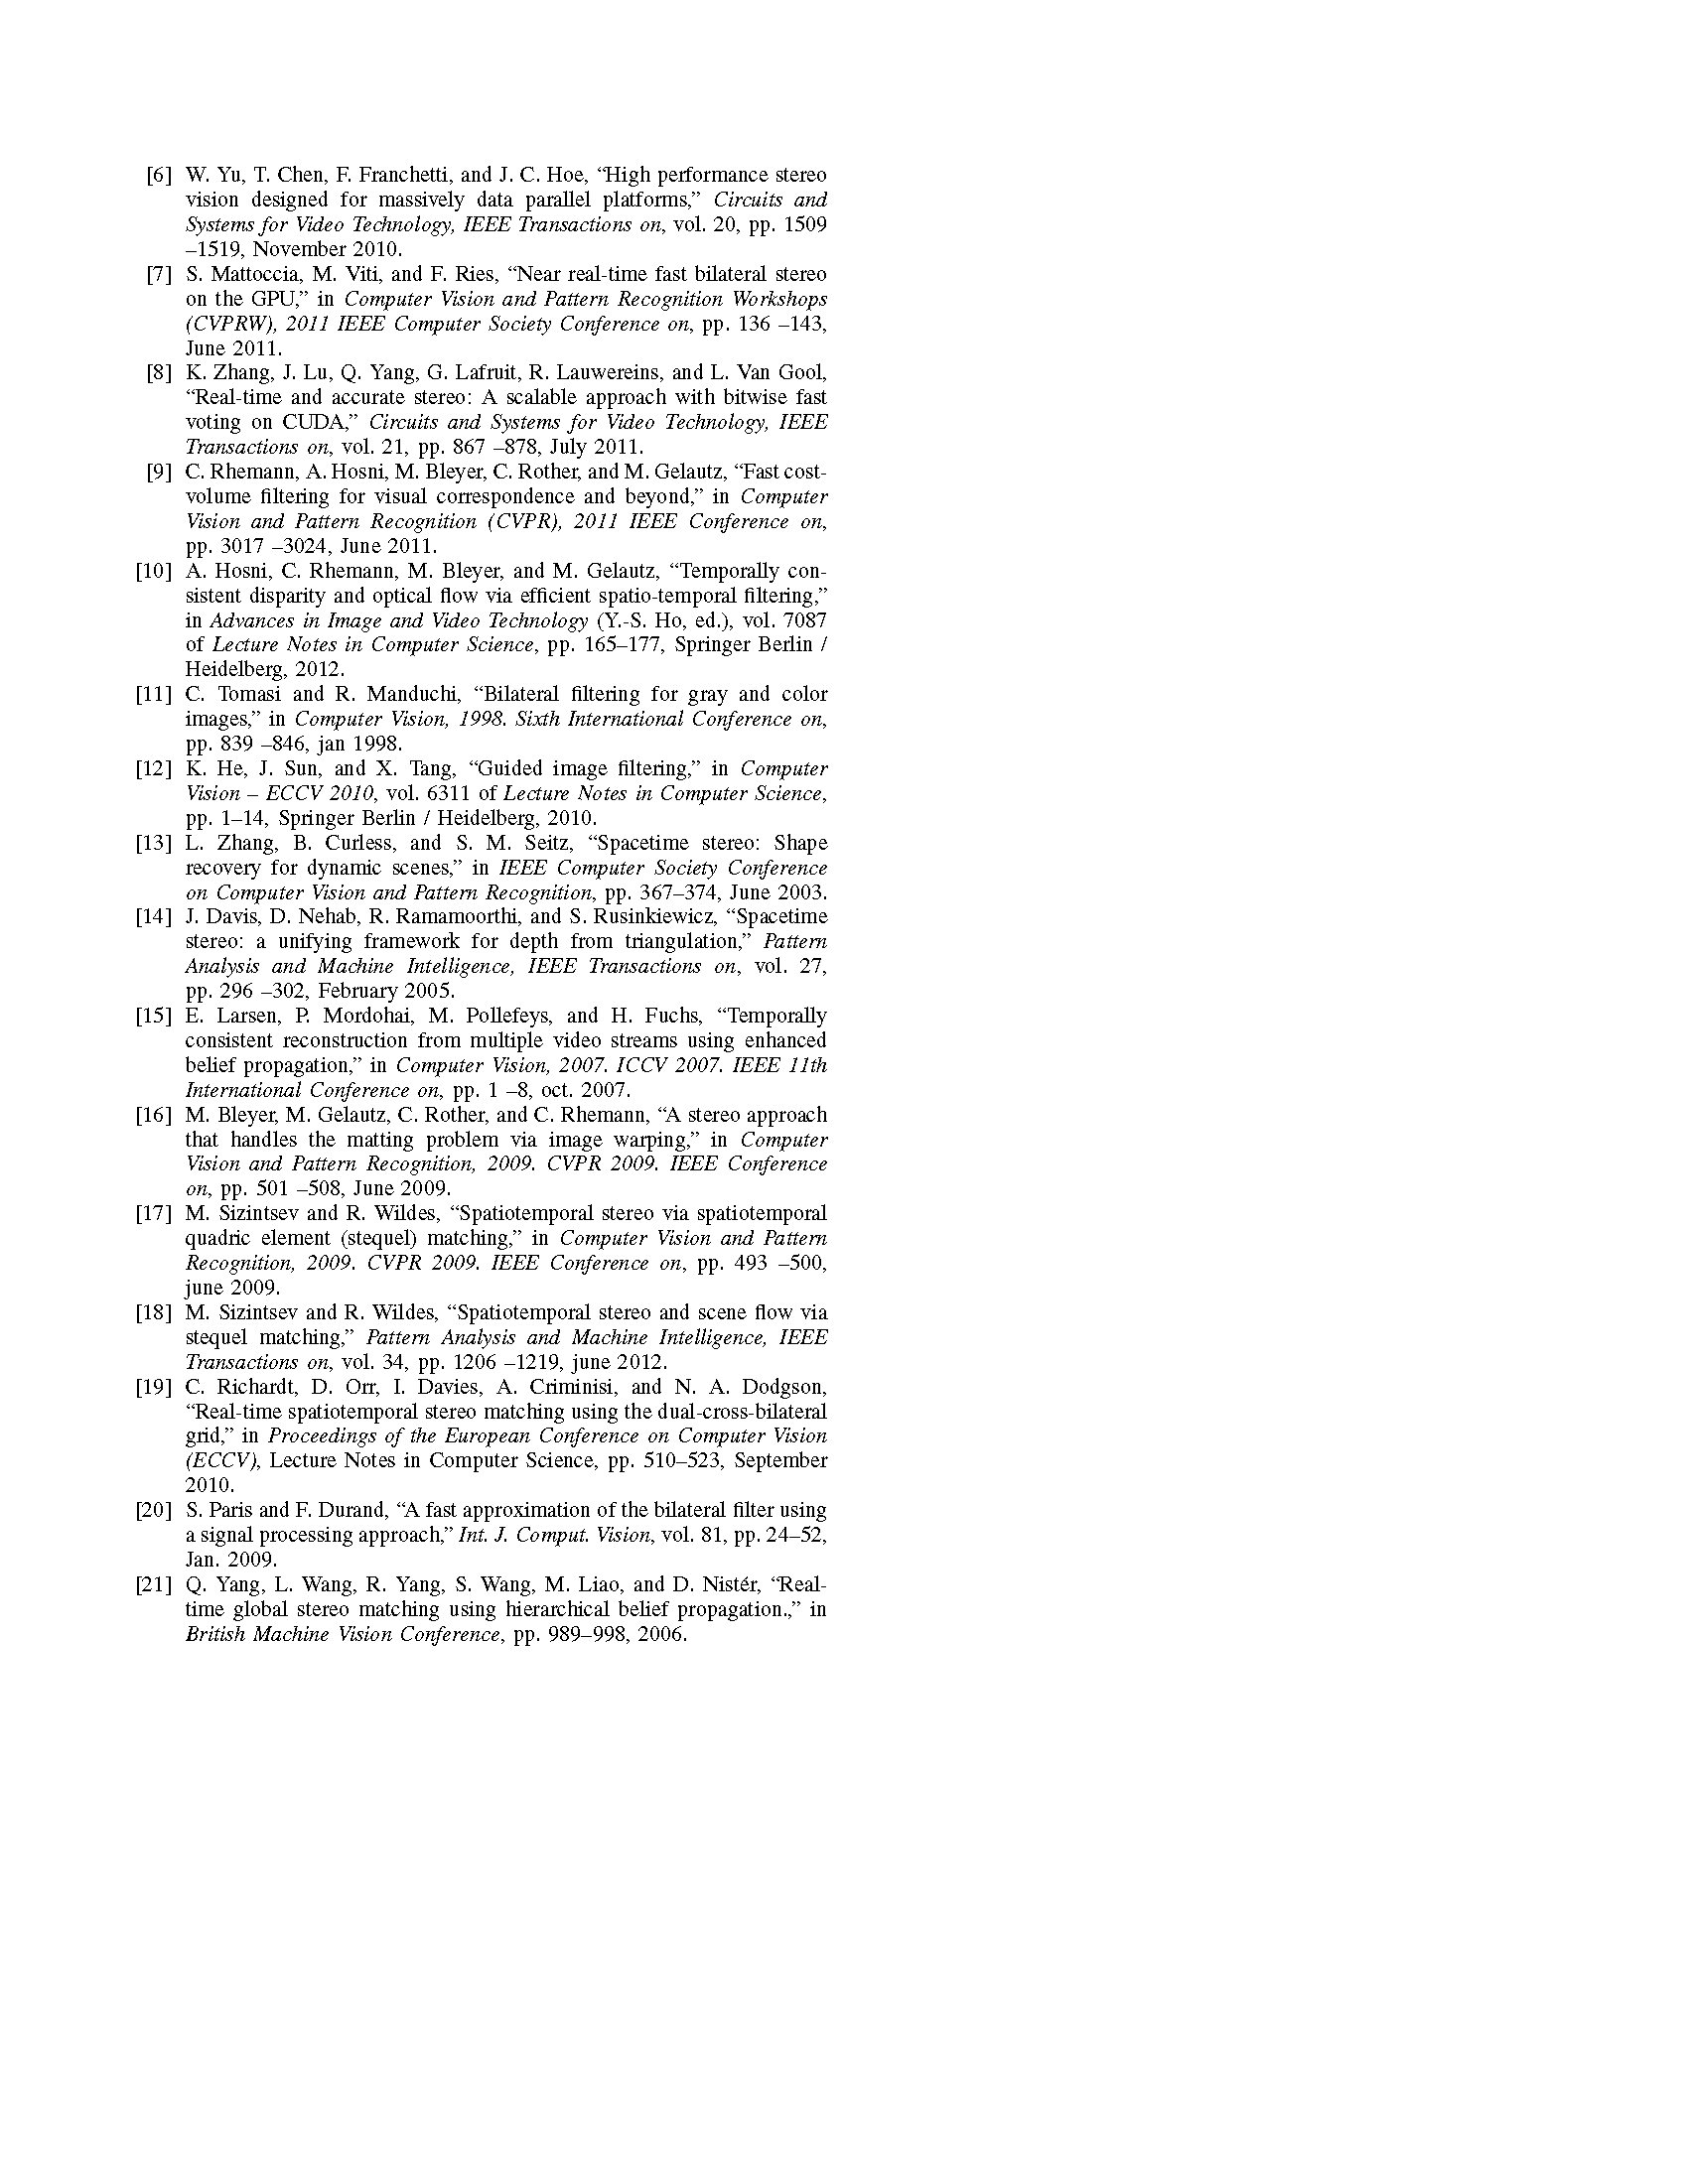 [6] W. Yu, T. Chen, F. Franchetti, and J. C. Hoe, “High performance stereo
vision designed for massively data parallel platforms,” Circuits and
Systems for Video Technology, IEEE Transactions on, vol. 20, pp. 1509
–1519, November 2010.
[7] S. Mattoccia, M. Viti, and F. Ries, “Near real-time fast bilateral stereo
on the GPU,” in Computer Vision and Pattern Recognition Workshops
(CVPRW), 2011 IEEE Computer Society Conference on, pp. 136 –143,
June 2011.
[8] K. Zhang, J. Lu, Q. Yang, G. Lafruit, R. Lauwereins, and L. Van Gool,
“Real-time and accurate stereo: A scalable approach with bitwise fast
voting on CUDA,” Circuits and Systems for Video Technology, IEEE
Transactions on, vol. 21, pp. 867 –878, July 2011.
[9] C. Rhemann, A. Hosni, M. Bleyer, C. Rother, and M. Gelautz, “Fast cost-
volume filtering for visual correspondence and beyond,” in Computer
Vision and Pattern Recognition (CVPR), 2011 IEEE Conference on,
pp. 3017 –3024, June 2011.
[10] A. Hosni, C. Rhemann, M. Bleyer, and M. Gelautz, “Temporally con-
sistent disparity and optical flow via efficient spatio-temporal filtering,”
in Advances in Image and Video Technology (Y.-S. Ho, ed.), vol. 7087
of Lecture Notes in Computer Science, pp. 165–177, Springer Berlin /
Heidelberg, 2012.
[11] C. Tomasi and R. Manduchi, “Bilateral filtering for gray and color
images,” in Computer Vision, 1998. Sixth International Conference on,
pp. 839 –846, jan 1998.
[12] K. He, J. Sun, and X. Tang, “Guided image filtering,” in Computer
Vision – ECCV 2010, vol. 6311 of Lecture Notes in Computer Science,
pp. 1–14, Springer Berlin / Heidelberg, 2010.
[13] L. Zhang, B. Curless, and S. M. Seitz, “Spacetime stereo: Shape
recovery for dynamic scenes,” in IEEE Computer Society Conference
on Computer Vision and Pattern Recognition, pp. 367–374, June 2003.
[14] J. Davis, D. Nehab, R. Ramamoorthi, and S. Rusinkiewicz, “Spacetime
stereo: a unifying framework for depth from triangulation,” Pattern
Analysis and Machine Intelligence, IEEE Transactions on, vol. 27,
pp. 296 –302, February 2005.
[15] E. Larsen, P. Mordohai, M. Pollefeys, and H. Fuchs, “Temporally
consistent reconstruction from multiple video streams using enhanced
belief propagation,” in Computer Vision, 2007. ICCV 2007. IEEE 11th
International Conference on, pp. 1 –8, oct. 2007.
[16] M. Bleyer, M. Gelautz, C. Rother, and C. Rhemann, “A stereo approach
that handles the matting problem via image warping,” in Computer
Vision and Pattern Recognition, 2009. CVPR 2009. IEEE Conference
on, pp. 501 –508, June 2009.
[17] M. Sizintsev and R. Wildes, “Spatiotemporal stereo via spatiotemporal
quadric element (stequel) matching,” in Computer Vision and Pattern
Recognition, 2009. CVPR 2009. IEEE Conference on, pp. 493 –500,
june 2009.
[18] M. Sizintsev and R. Wildes, “Spatiotemporal stereo and scene flow via
stequel matching,” Pattern Analysis and Machine Intelligence, IEEE
Transactions on, vol. 34, pp. 1206 –1219, june 2012.
[19] C. Richardt, D. Orr, I. Davies, A. Criminisi, and N. A. Dodgson,
“Real-time spatiotemporal stereo matching using the dual-cross-bilateral
grid,” in Proceedings of the European Conference on Computer Vision
(ECCV), Lecture Notes in Computer Science, pp. 510–523, September
2010.
[20] S. Paris and F. Durand, “A fast approximation of the bilateral filter using
a signal processing approach,” Int. J. Comput. Vision, vol. 81, pp. 24–52,
Jan. 2009.
[21] Q. Yang, L. Wang, R. Yang, S. Wang, M. Liao, and D. Nistér, “Real-
time global stereo matching using hierarchical belief propagation.,” in
British Machine Vision Conference, pp. 989–998, 2006.